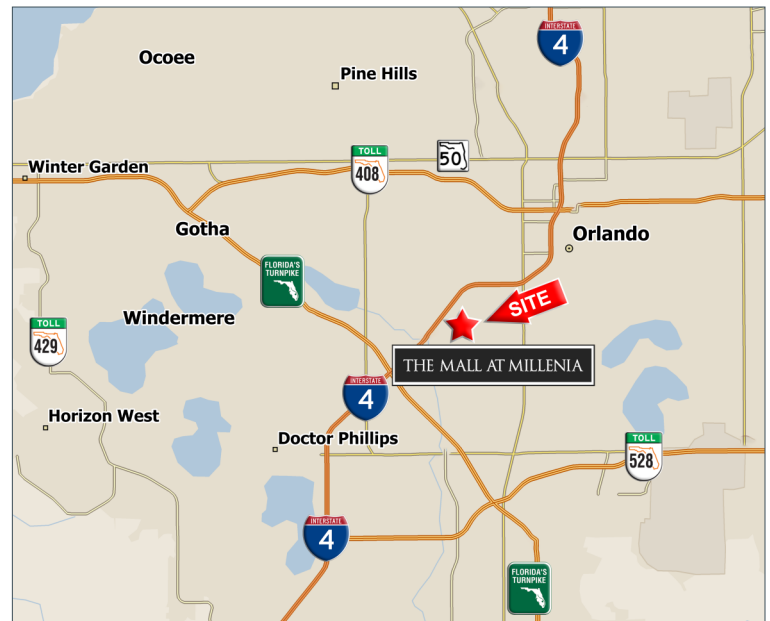 INTERSTATE
4
Ocoee
Pine Hills
TOLL
408
50
Winter Garden
Gotha
Orlando
FLORIDA'S
TURNPIKE
SITE
Windermere
TOLL
429
THE MALL AT MILLENIA
INTERSTATE
4
Horizon West
Doctor Phillips
TOLL
528
INTERSTATE
4
FLORIDA'S
TURNPIKE